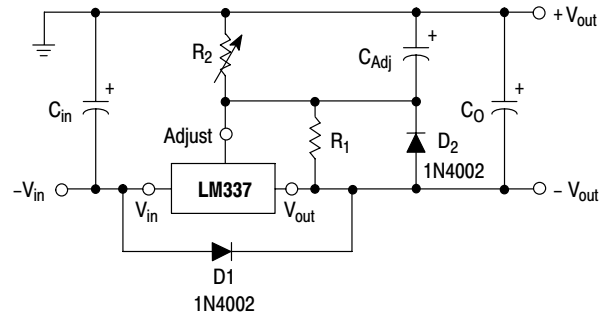 + Vout
R2
CAdj
+
+
Cin
+
CO
Adjust
R1
D2
1N4002
−Vin
Vin
LM337
Vout
− Vout
D1
1N4002